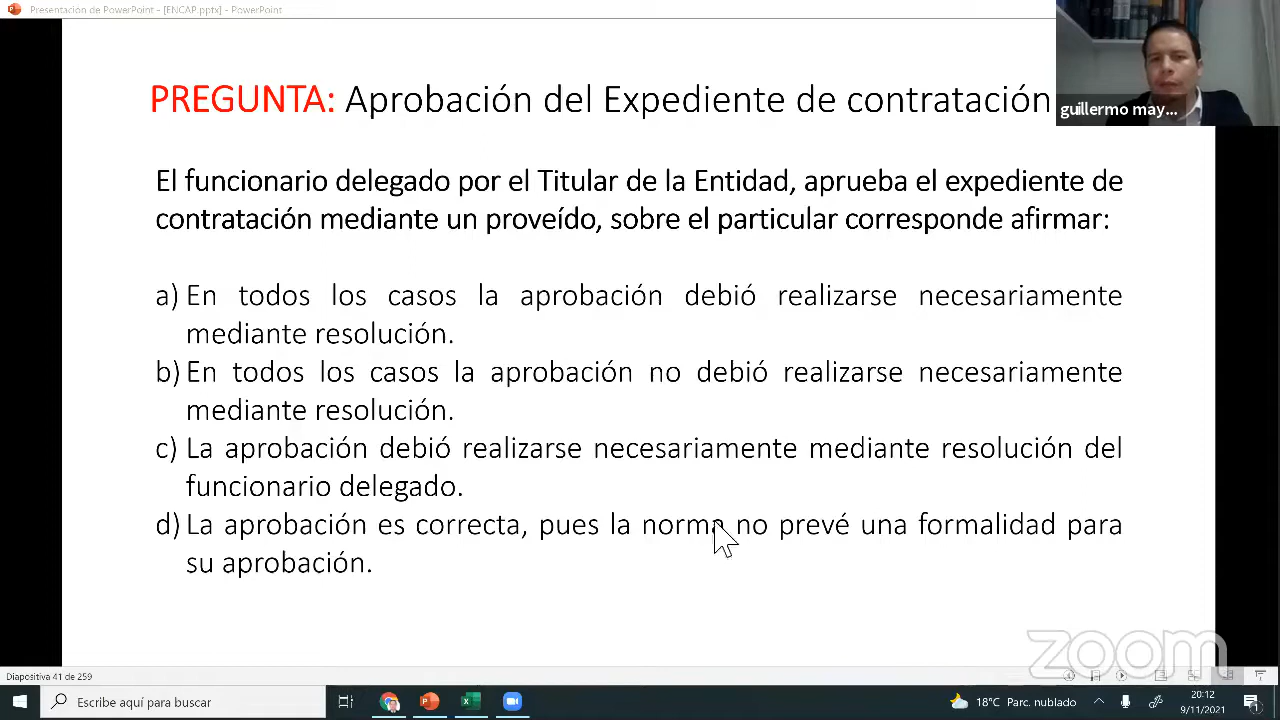 Presentación de PowerPoint - [ENCAP.pptx] - PowerPoint
guillermo may...
PREGUNTA: Aprobación del Expediente de contratación
El funcionario delegado por el Titular de la Entidad, aprueba el expediente de
contratación mediante un proveído, sobre el particular corresponde afirmar:
a) En todos los casos la aprobación debió realizarse necesariamente
mediante resolución.
b) En todos los casos la aprobación no debió realizarse necesariamente
mediante resolución.
c) La aprobación debió realizarse necesariamente mediante resolución del
funcionario delegado.
d) La aprobación es correcta, pues la norma no prevé una formalidad para
su aprobación.
zoom
Diapositiva 41 de 259
Escribe aquí para buscar
18°C Parc. nublado
20:12
9/11/2021
1